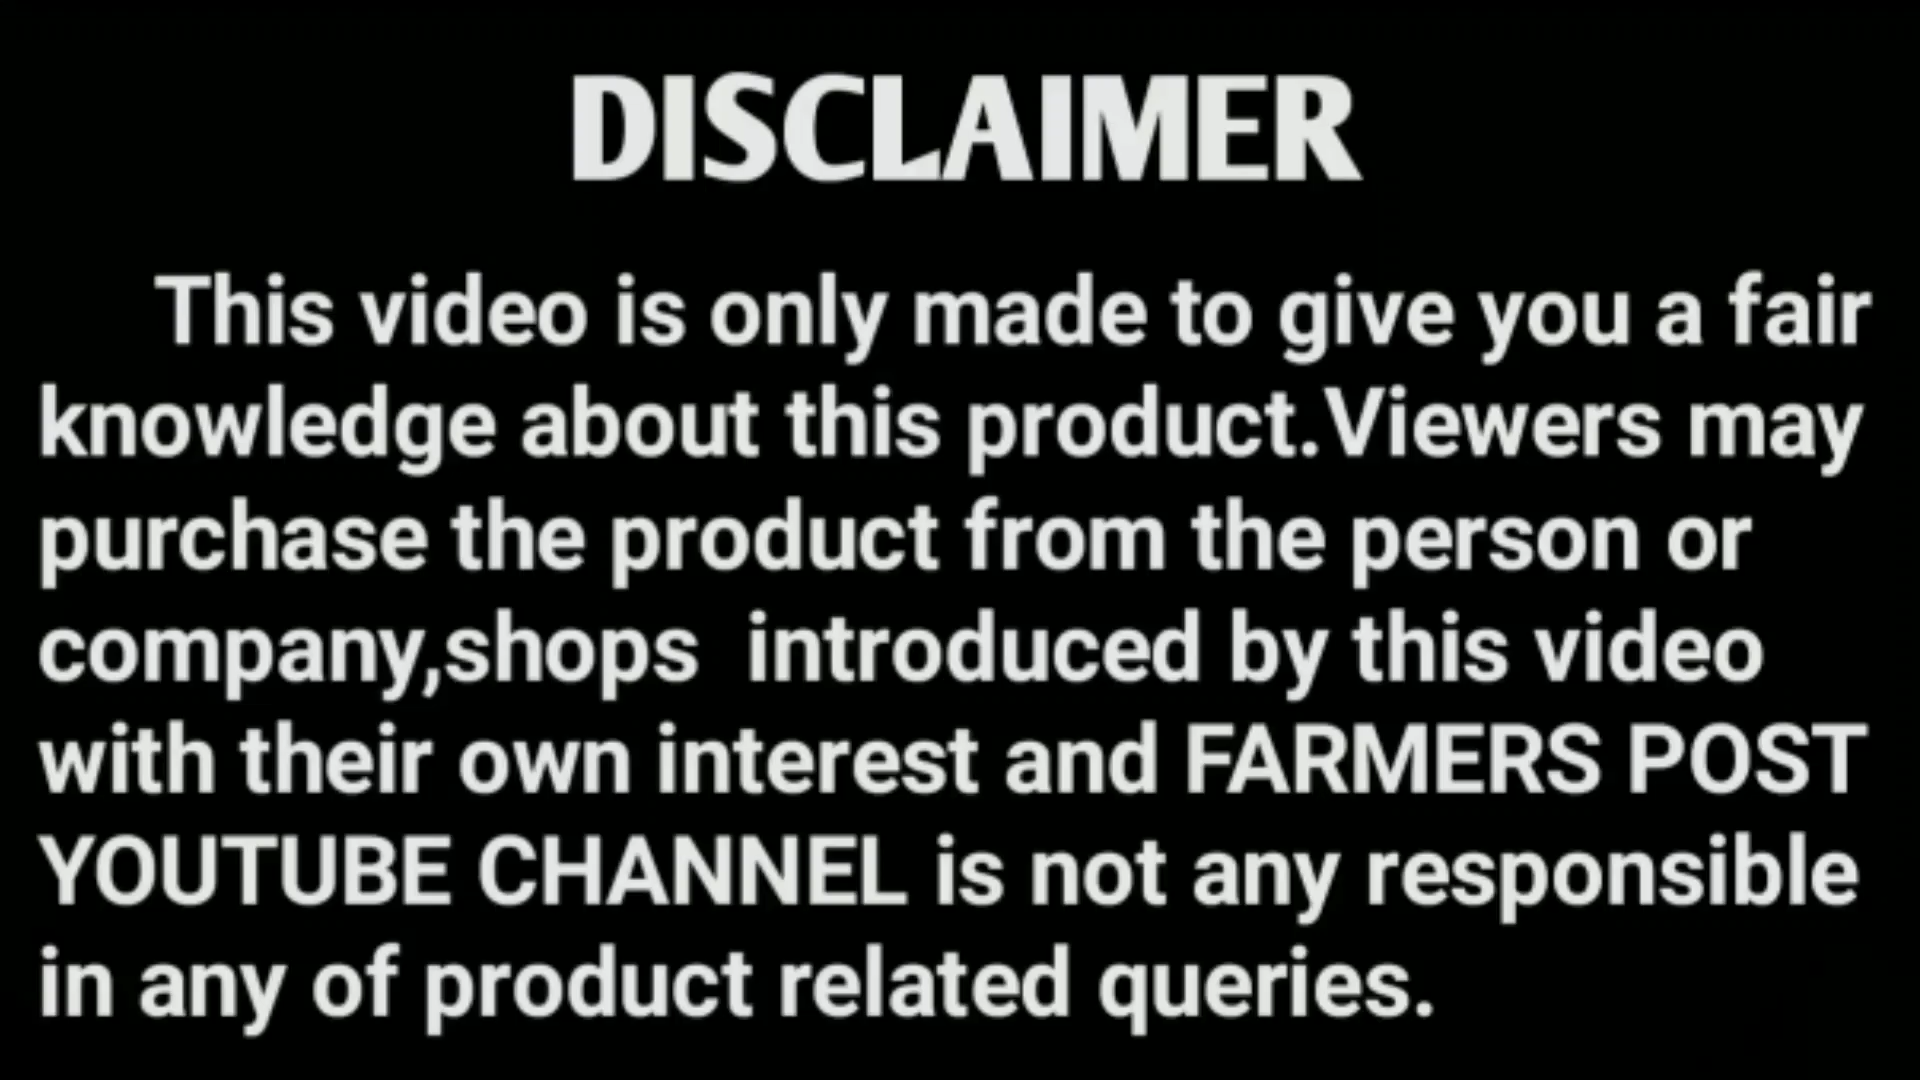 DISCLAIMER
This video is only made to give you a fair
knowledge about this product.Viewers may
purchase the product from the person or
company,shops  introduced by this video
with their own interest and FARMERS POST
YOUTUBE CHANNEL is not any responsible
in any of product related queries.